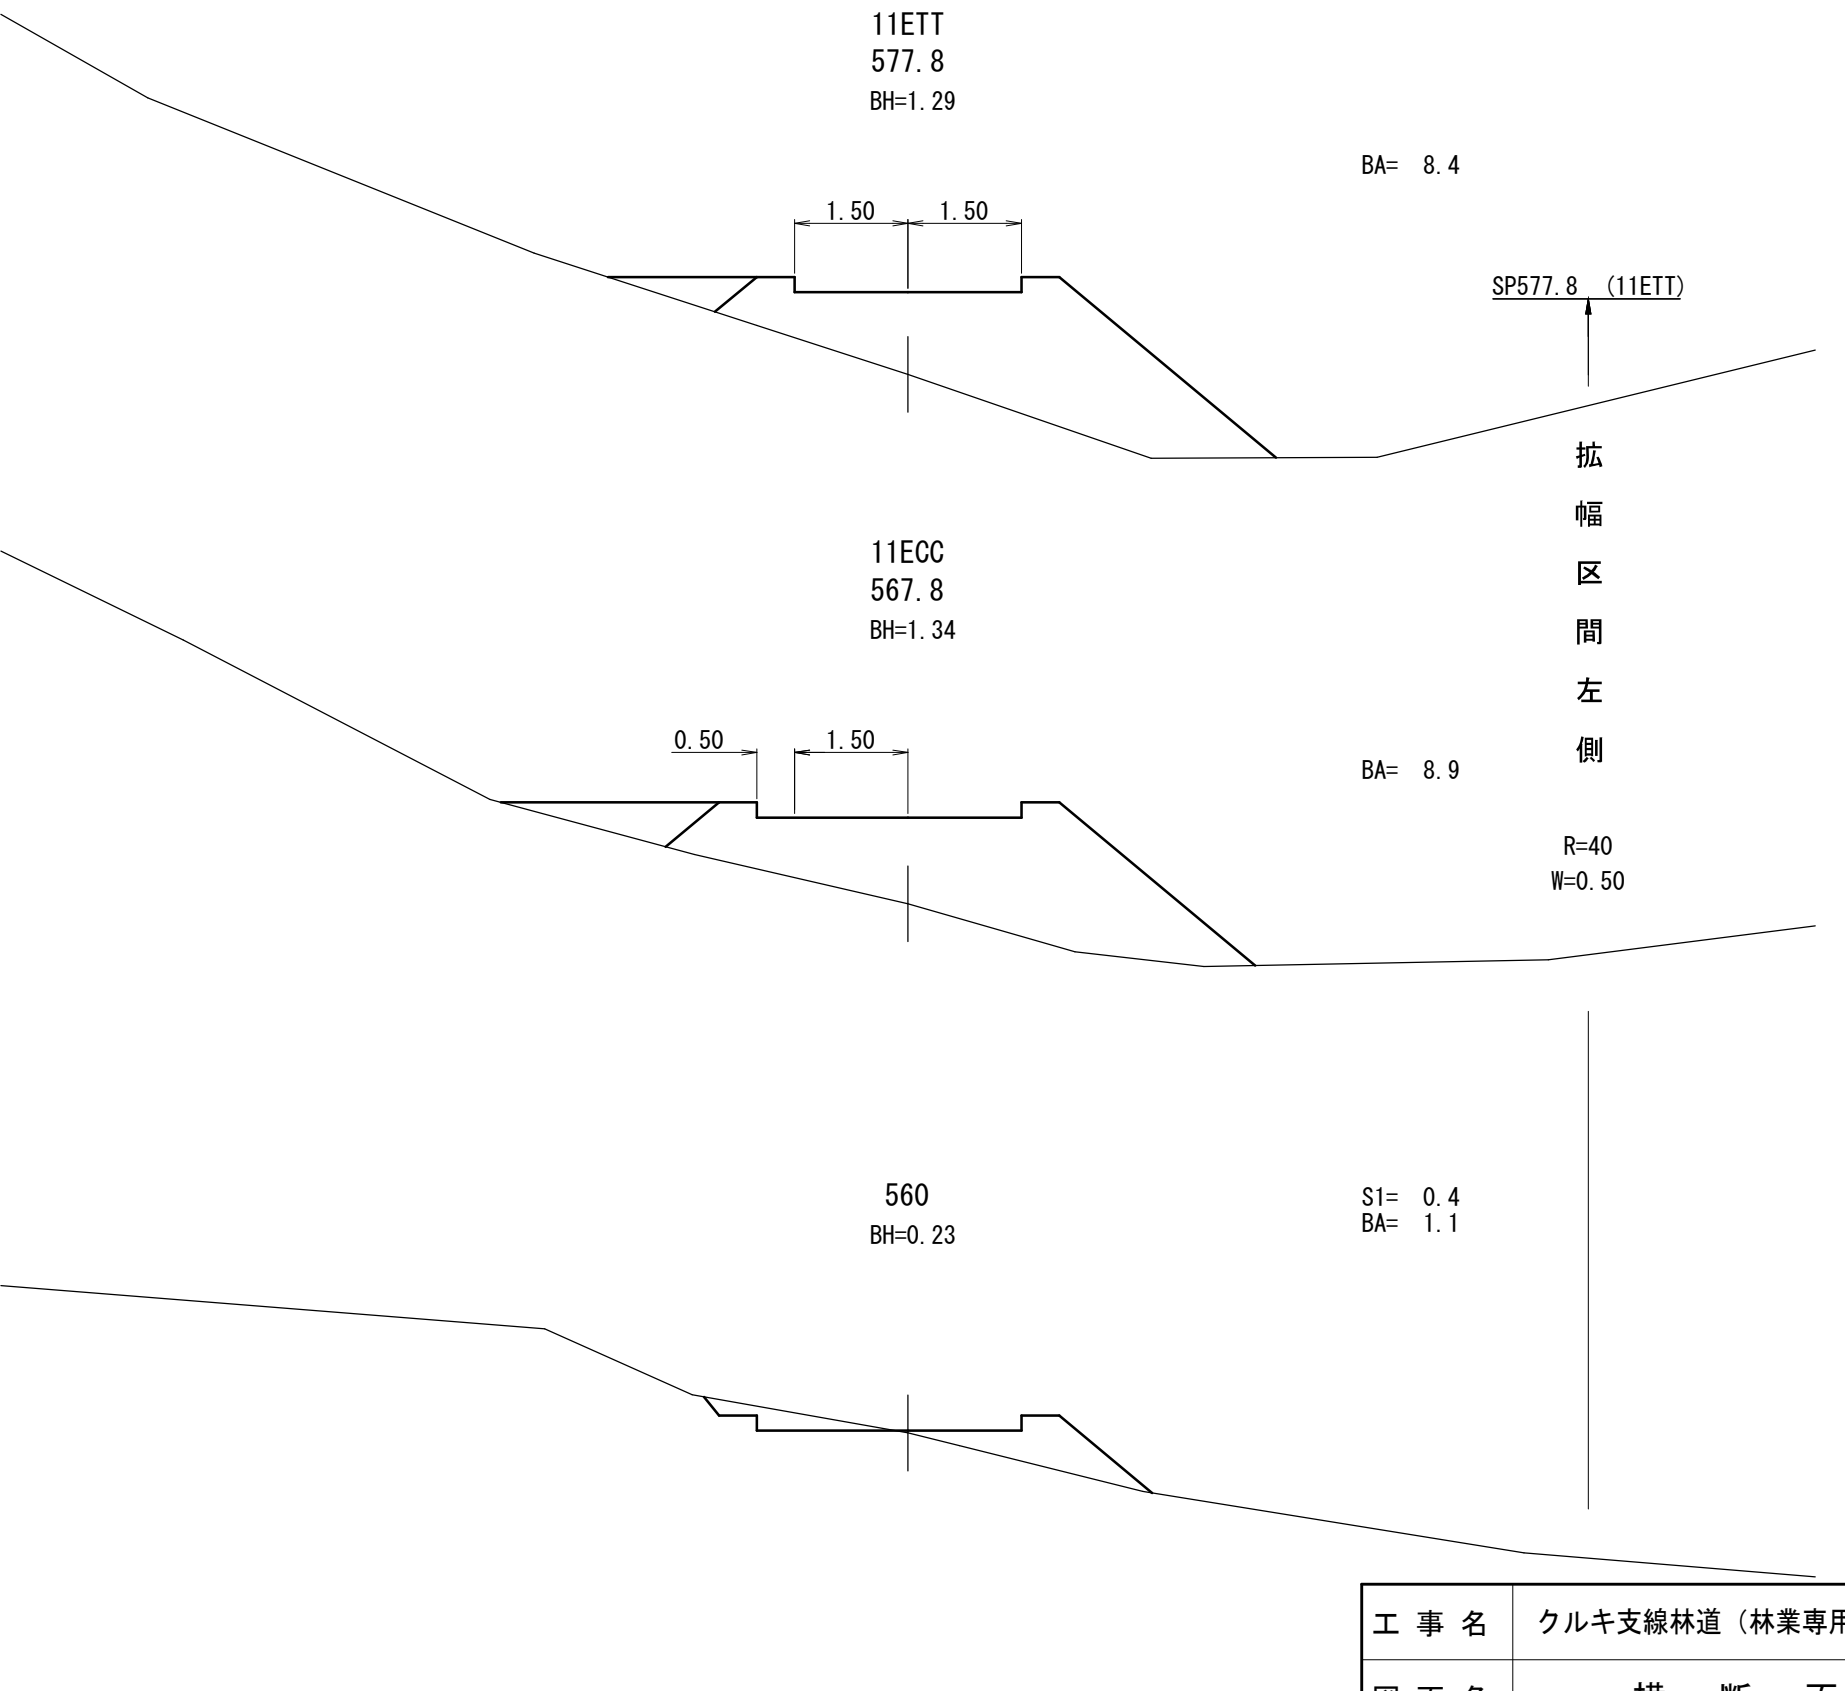 11ETT
577.8
BH=1.29
BA= 8.4
1.50 1.50
SP577.8 (11ETT)
拡幅区間左側
11ECC
567.8
BH=1.34
0.50 1.50
BA= 8.9
R=40
W=0.50
560
BH=0.23
S1= 0.4
BA= 1.1
工事名 クルキ支線林道（林業専用